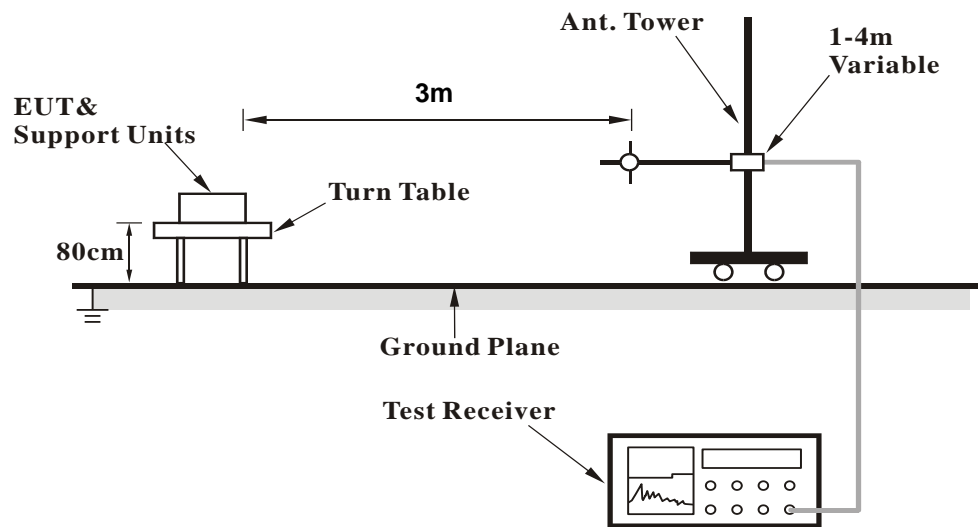 Ant. Tower
1-4m
Variable
3m
EUT&
Support Units
Turn Table
80cm
Ground Plane
Test Receiver